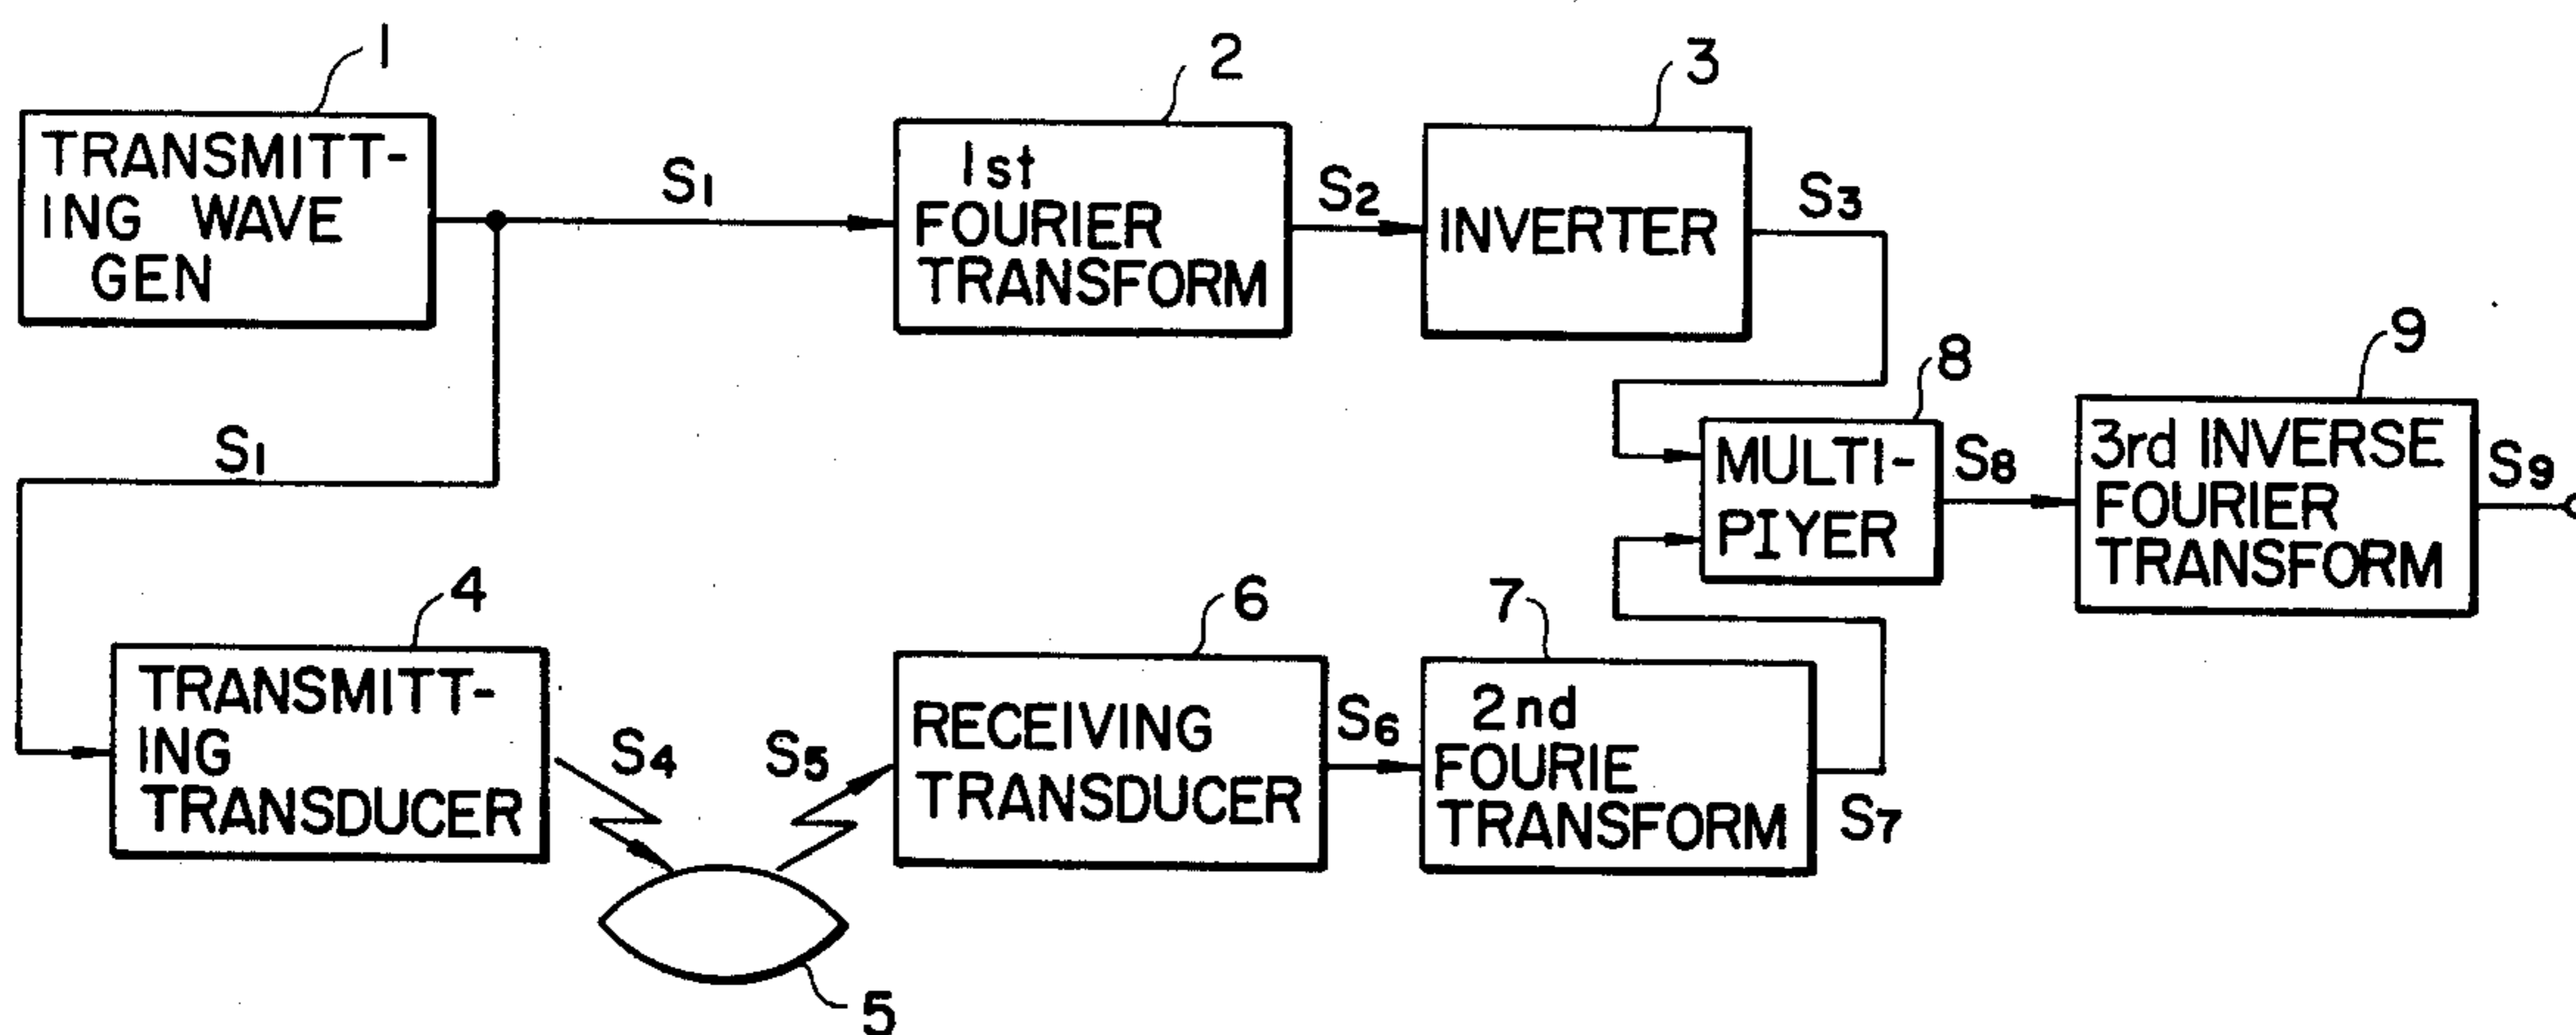 1
TRANSMITT-
ING WAVE
GEN
S1
2
1st
FOURIER
TRANSFORM
S2
3
INVERTER
S3
S1
4
TRANSMITT-
ING
TRANSDUCER
S4
5
S5
6
RECEIVING
TRANSDUCER
S6
7
2nd
FOURIE
TRANSFORM
S7
8
MULTI-
PIYER
S8
9
3rd INVERSE
FOURIER
TRANSFORM
S9